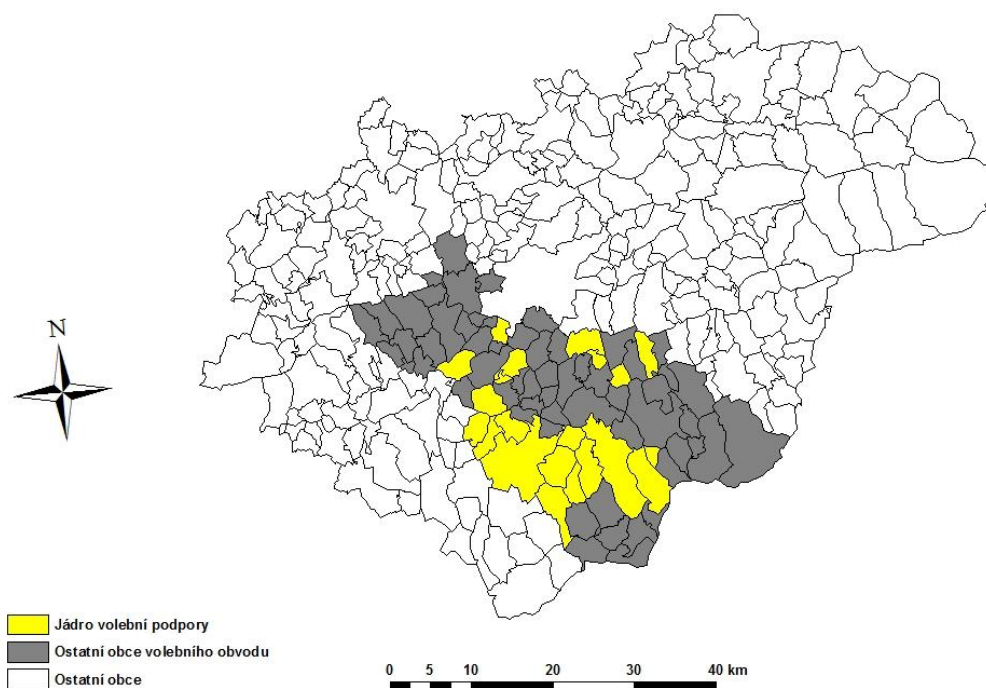 N
Jádro volební podpory
Ostatní obce volebního obvodu
Ostatní obce
0 5 10 20 30 40 km